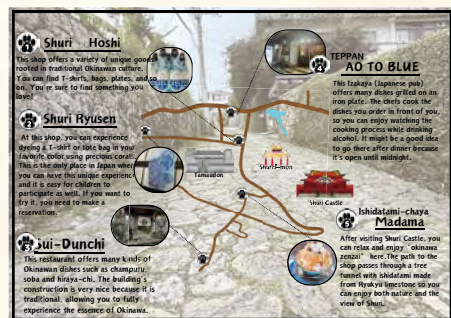 Shuri Hoshi
This shop offers a variety of unique goods
rooted in traditional Okinawan culture.
You can find T-shirts, bags, plates, and so
on. You're sure to find something you
love!
Shuri Ryusen
At this shop, you can experience
dyeing a T-shirt or tote bag in your
favorite color using precious coral.
This is the only place in Japan where
you can have this unique experience
and it is easy for children to
participate as well. If you want to
try it, you need to make a
reservation.
Sui-Dunchi
This restaurant offers many kinds of
Okinawan dishes such as champuru,
soba and hiraya-chi. The building's
construction is very nice because it is
traditional, allowing you to fully
experience the essence of Okinawa.
TEPPAN
AO TO BLUE
This Izakaya (Japanese pub)
offers many dishes grilled on an
iron plate. The chefs cook the
dishes you order in front of you,
so you can enjoy watching the
cooking process while drinking
alcohol. It might be a good idea
to go there after dinner because
it's open until midnight.
Tamaudon
Shurei-mon
Shuri Castle
Ishidatami-chaya
Madama
After visiting Shuri Castle, you
can relax and enjoy "okinawa
zenzai" here.The path to the
shop passes through a tree
tunnel with ishidatami made
from Ryukyu limestone so you
can enjoy both nature and the
view of Shuri.